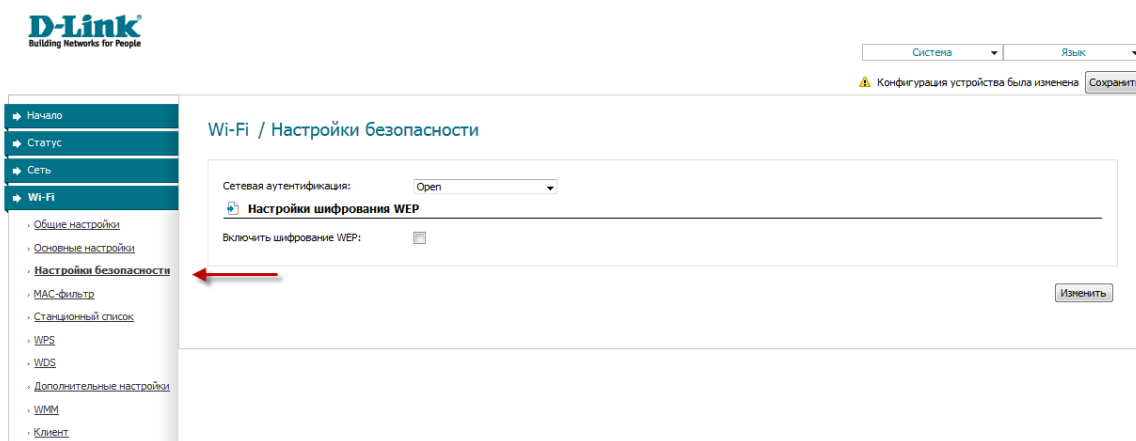 D-Link
Building Networks for People
Система Язык
Конфигурация устройства была изменена Сохранить
Начало
Статус
Сеть
Wi-Fi
Общие настройки
Основные настройки
Настройки безопасности
MAC-фильтр
Станционный список
WPS
WDS
Дополнительные настройки
WMM
Клиент
Wi-Fi / Настройки безопасности
Сетевая аутентификация: Open
Настройки шифрования WEP
Включить шифрование WEP:
Изменить